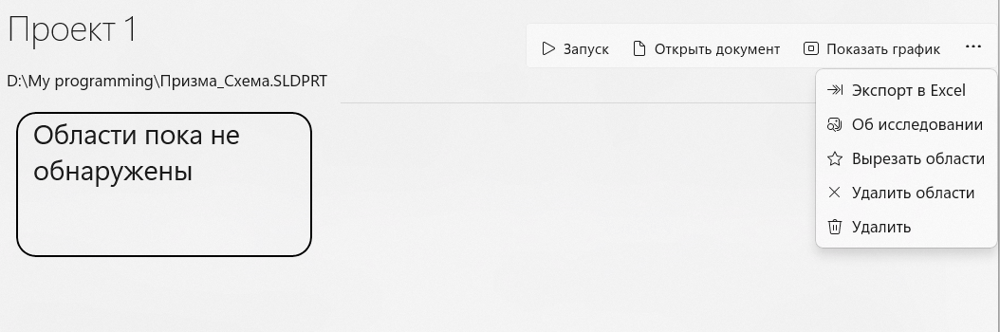 Проект 1
Запуск
Открыть документ
Показать график
...
D:\My programming\Призма_Схема.SLDPRT
Экспорт в Excel
Об исследовании
Вырезать области
Удалить области
Удалить
Области пока не
обнаружены